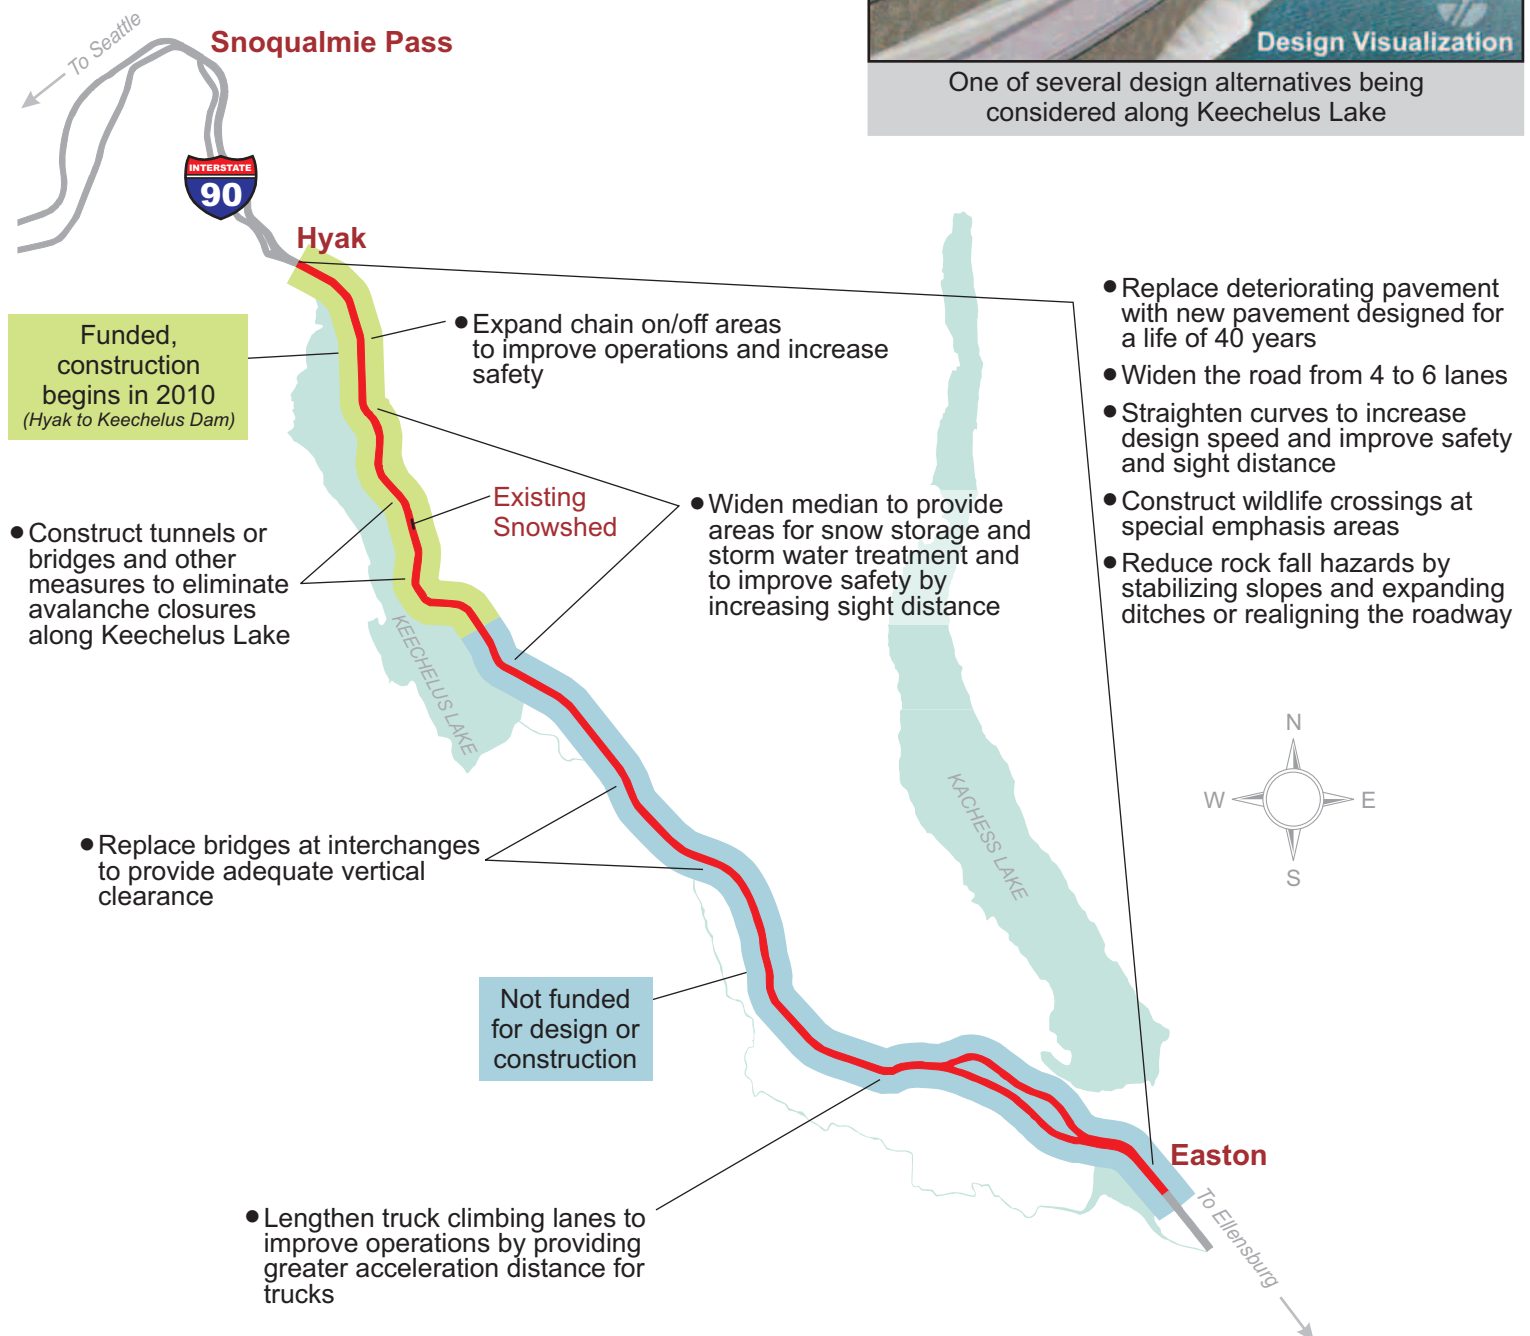 To Seattle
Snoqualmie Pass
Design Visualization
One of several design alternatives being
considered along Keechelus Lake
INTERSTATE
90
Hyak
Funded,
construction
begins in 2010
(Hyak to Keechelus Dam)
● Expand chain on/off areas
to improve operations and increase
safety
● Replace deteriorating pavement
with new pavement designed for
a life of 40 years
● Widen the road from 4 to 6 lanes
● Straighten curves to increase
design speed and improve safety
and sight distance
● Construct wildlife crossings at
special emphasis areas
● Reduce rock fall hazards by
stabilizing slopes and expanding
ditches or realigning the roadway
Existing
Snowshed
● Widen median to provide
areas for snow storage and
storm water treatment and
to improve safety by
increasing sight distance
● Construct tunnels or
bridges and other
measures to eliminate
avalanche closures
along Keechelus Lake
KEECHELUS LAKE
KACHESS LAKE
N
W
E
S
● Replace bridges at interchanges
to provide adequate vertical
clearance
Not funded
for design or
construction
Easton
To Ellensburg
● Lengthen truck climbing lanes to
improve operations by providing
greater acceleration distance for
trucks